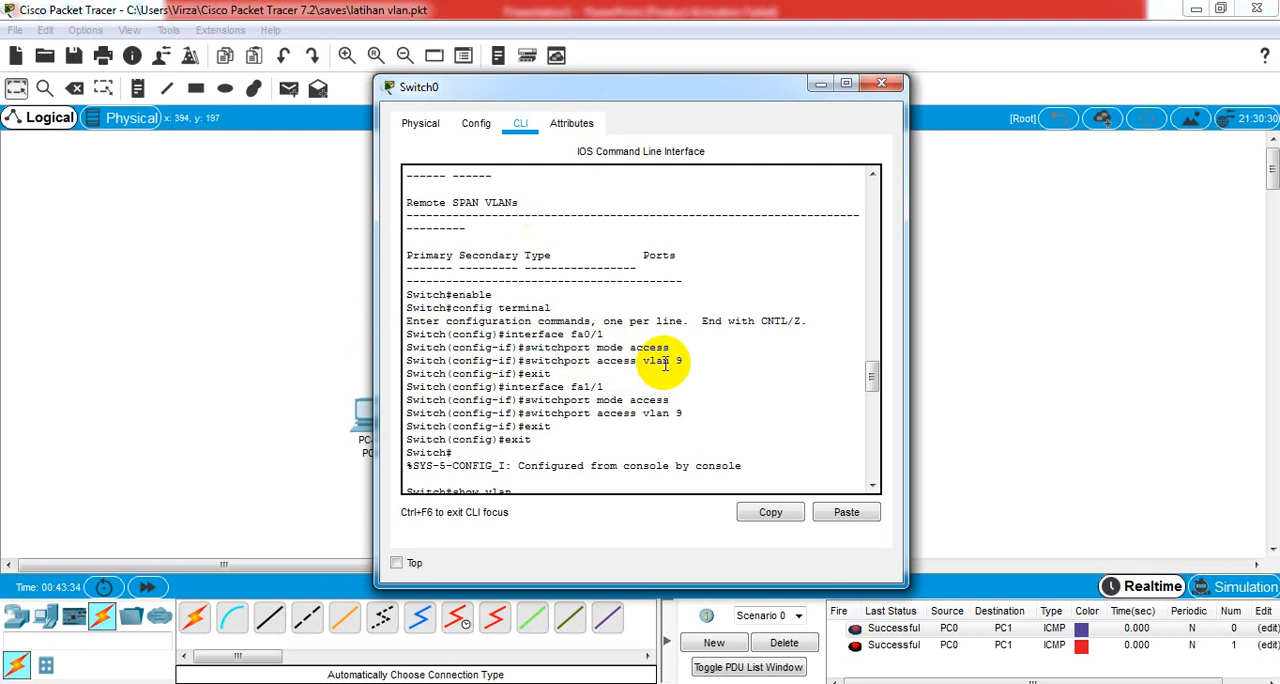 Cisco Packet Tracer - C:\Users\Virza\Cisco Packet Tracer 7.2\saves\latihan vlan.pkt
File Edit Options View Tools Extensions Help
Logical Physical x: 394, y: 197 [Root] 21:30:30
Switch0
Physical Config CLI Attributes
IOS Command Line Interface
------ ------
Remote SPAN VLANs
------------------------------------------------------------------------------
Primary Secondary Type Ports
------- --------- ----------------- ------------------------------------------
Switch#enable
Switch#config terminal
Enter configuration commands, one per line. End with CNTL/Z.
Switch(config)#interface fa0/1
Switch(config-if)#switchport mode access
Switch(config-if)#switchport access vlan 9
Switch(config-if)#exit
Switch(config)#interface fa1/1
Switch(config-if)#switchport mode access
Switch(config-if)#switchport access vlan 9
Switch(config-if)#exit
Switch(config)#exit
Switch#
%SYS-5-CONFIG_I: Configured from console by console
Switch#show vlan
Ctrl+F6 to exit CLI focus
Copy Paste
Top
PC-
PC
Time: 00:43:34 Realtime Simulation
Scenario 0
New Delete
Toggle PDU List Window
Fire Last Status Source Destination Type Color Time(sec) Periodic Num Edit
Successful PC0 PC1 ICMP 0.000 N 0 (edit)
Successful PC0 PC1 ICMP 0.000 N 1 (edit)
Automatically Choose Connection Type